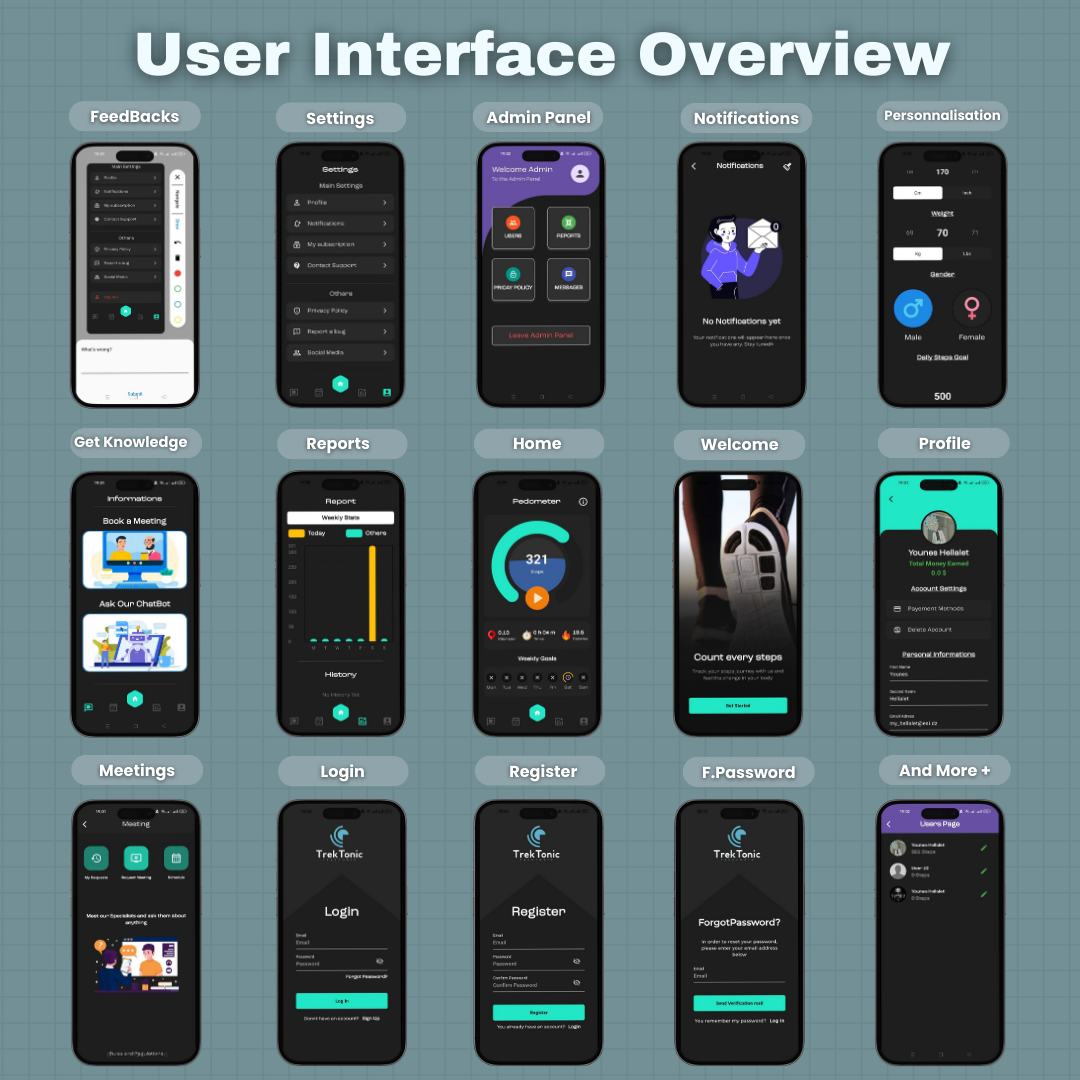 User Interface Overview
FeedBacks
Settings
Admin Panel
Notifications
Personnalisation
Main Settings
Profile
Notifications
My subscription
Contact Support
Others
Privacy Policy
Report a bug
Social Media
Navigate
Draw
What's wrong?
Submit
Settings
Main Settings
Profile
Notifications
My subscription
Contact Support
Others
Privacy Policy
Report a bug
Social Media
Welcome Admin
To the Admin Panel
USERS
REPORTS
PRICAY POLICY
MESSAGES
Leave Admin Panel
Notifications
0
No Notifications yet
Your notifications will appear here once
you have any. Stay tuned!
169 170 171
Cm Inch
Weight
69 70 71
Kg Lbs
Gender
Male Female
Daily Steps Goal
500
Get Knowledge
Reports
Home
Welcome
Profile
Informations
Book a Meeting
Ask Our ChatBot
Report
Weekly Stats
Today Others
M T W T F S S
History
No History Yet
Pedometer
321
Steps
0.13 0 h 04 m 19.6
Weekly Goals
Mon Tue Wed Thu Fri Sat Sun
Count every steps
Track your steps journey with us and
feel the change in your body
Get Started
Younes Hellalet
Total Money Earned
0.0 $
Account Settings
Payement Methods
Delete Account
Personal Informations
First Name
Younes
Second Name
Hellalet
Email Adress
my_hellalet@esi.dz
Meetings
Login
Register
F.Password
And More +
Meeting
My Requests Request Meeting Schedule
Meet our Specialists and ask them about
anything
Rules and Regulations
TrekTonic
Login
Email
Email
Password
Password
Forgot Password?
Log In
Don't have an account? Sign Up
TrekTonic
Register
Email
Email
Password
Password
Confirm Password
Confirm Password
Register
You already have an account? Login
TrekTonic
ForgotPassword?
In order to reset your password,
please enter your email address
below
Email
Email
Send Verification mail
You remember my password? Log In
Users Page
Younes Hellalet
User
0 Steps
Younes Hellalet
0 Steps